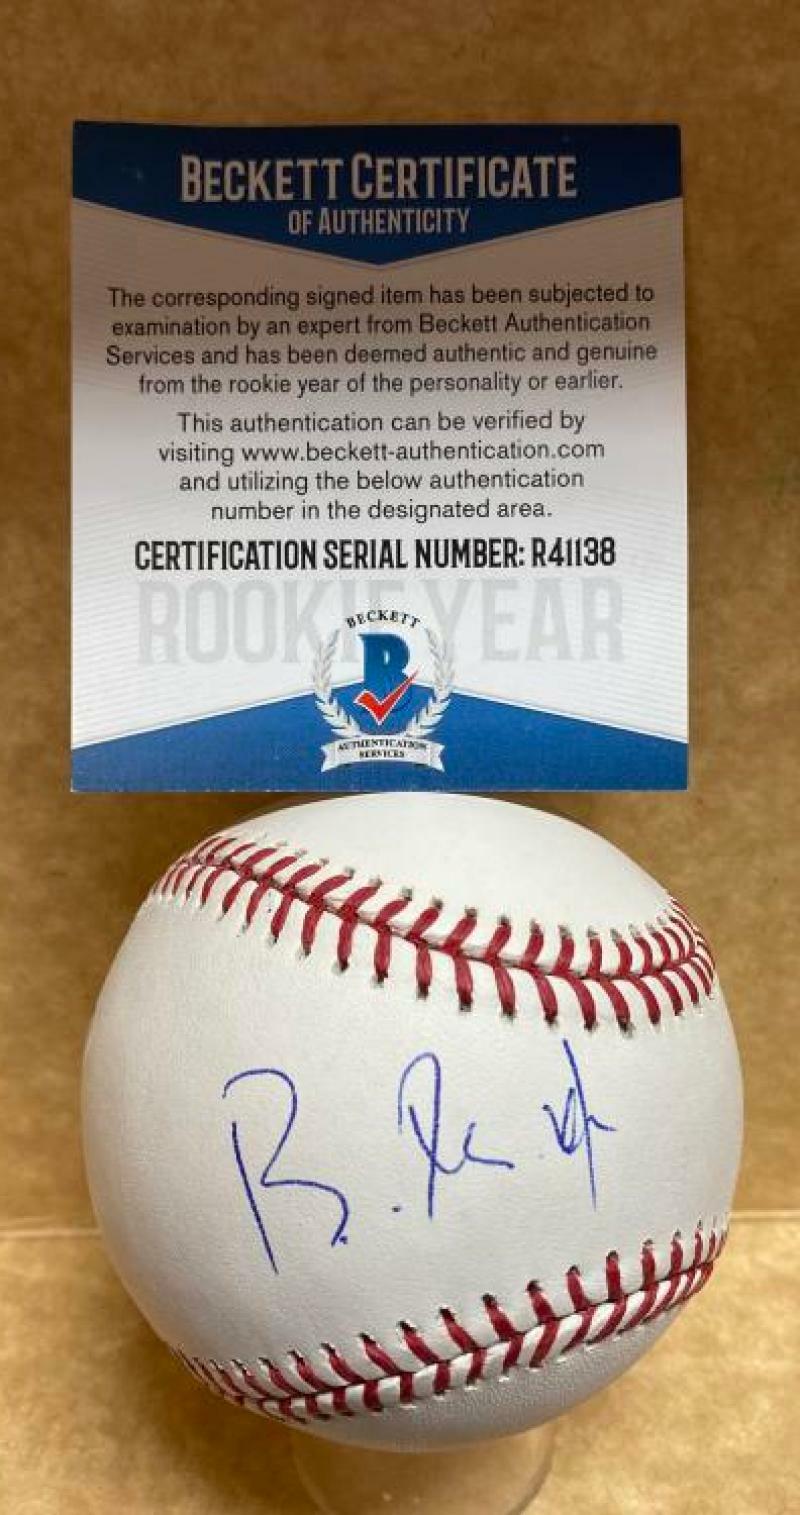 BECKETT CERTIFICATE
OF AUTHENTICITY
The corresponding signed item has been subjected to
examination by an expert from Beckett Authentication
Services and has been deemed authentic and genuine
from the rookie year of the personality or earlier.
This authentication can be verified by
visiting www.beckett-authentication.com
and utilizing the below authentication
number in the designated area.
CERTIFICATION SERIAL NUMBER: R41138
ROOKIE YEAR
BECKETT
B
AUTHENTICATION
SERVICES
B.